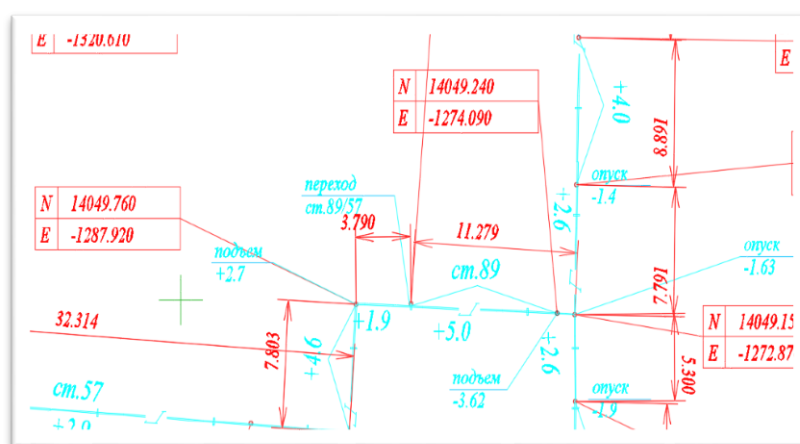 E -1320.610
N 14049.240
E -1274.090
E
+4.0
8.891
переход
ст.89/57
опуск
-1.4
N 14049.760
E -1287.920
3.790
11.279
+2.6
подъем
+2.7
ст.89
опуск
-1.63
7.791
32.314
+1.9
+5.0
N 14049.15
E -1272.87
7.803
+4.6
+2.6
5.300
подъем
-3.62
ст.57
опуск
-1.9